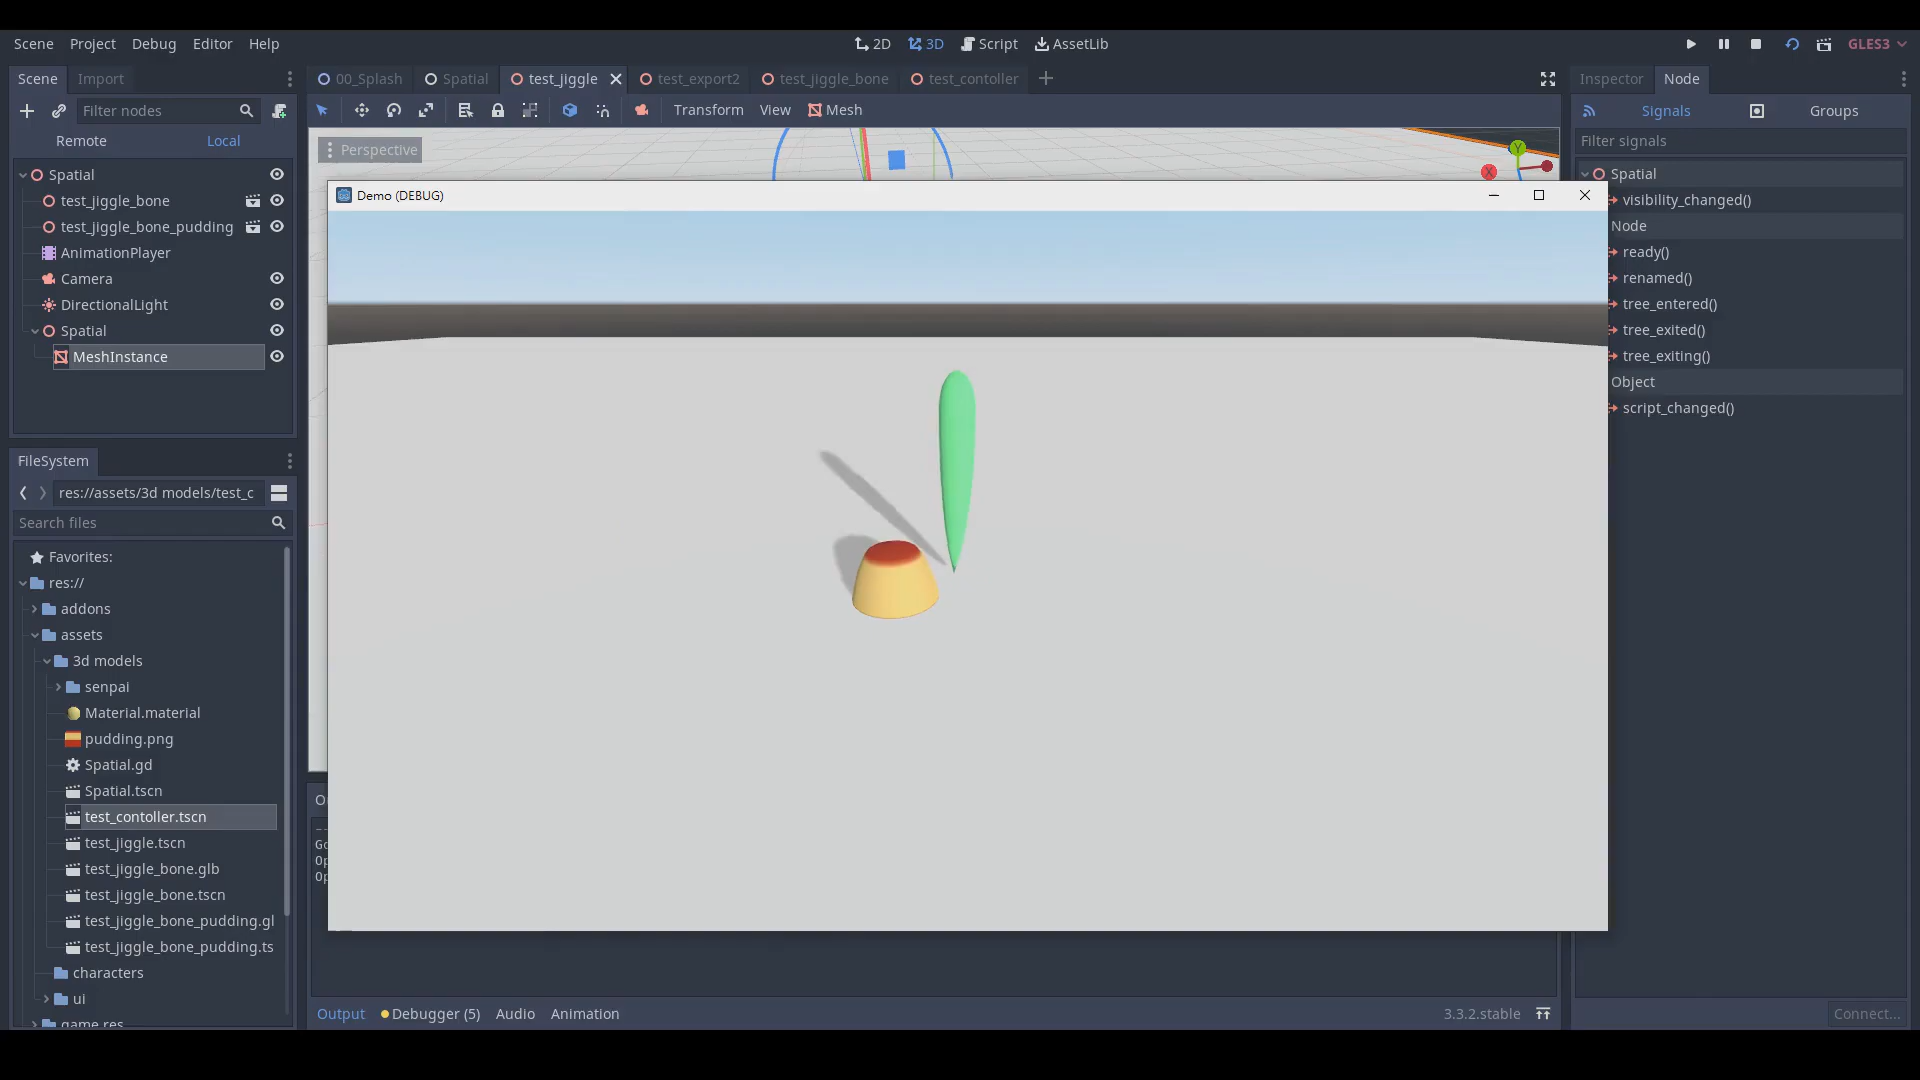 Scene Project Debug Editor Help
2D 3D Script AssetLib
GLES3
Scene Import
00_Splash Spatial test_jiggle test_export2 test_jiggle_bone test_contoller
Inspector Node
Filter nodes
Transform View Mesh
Signals Groups
Remote Local
Perspective
Filter signals
Spatial
test_jiggle_bone
test_jiggle_bone_pudding
AnimationPlayer
Camera
DirectionalLight
Spatial
MeshInstance
Y
X
Demo (DEBUG)
Spatial
visibility_changed()
Node
ready()
renamed()
tree_entered()
tree_exited()
tree_exiting()
Object
script_changed()
FileSystem
res://assets/3d models/test_c
Search files
Favorites:
res://
addons
assets
3d models
senpai
Material.material
pudding.png
Spatial.gd
Spatial.tscn
test_contoller.tscn
test_jiggle.tscn
test_jiggle_bone.glb
test_jiggle_bone.tscn
test_jiggle_bone_pudding.gl
test_jiggle_bone_pudding.ts
characters
ui
game res
Go
Op
Op
Output Debugger (5) Audio Animation
3.3.2.stable
Connect...